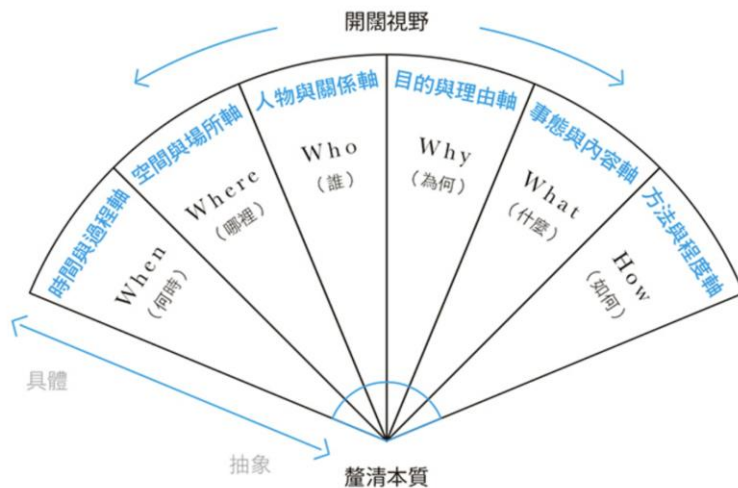 開闊視野
時間與過程軸
When
（何時）
空間與場所軸
Where
（哪裡）
人物與關係軸
Who
（誰）
目的與理由軸
Why
（為何）
事態與內容軸
What
（什麼）
方法與程度軸
How
（如何）
具體
抽象
釐清本質